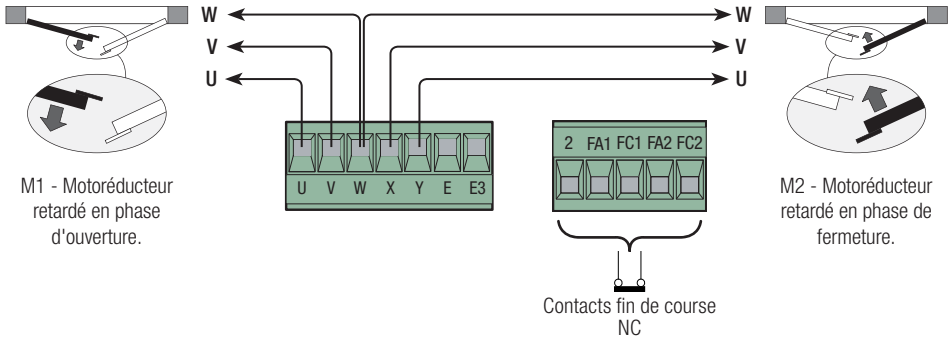 W
V
U
W
V
U
U V W X Y E E3
2 FA1 FC1 FA2 FC2
M1 - Motoréducteur
retardé en phase
d'ouverture.
M2 - Motoréducteur
retardé en phase de
fermeture.
Contacts fin de course
NC